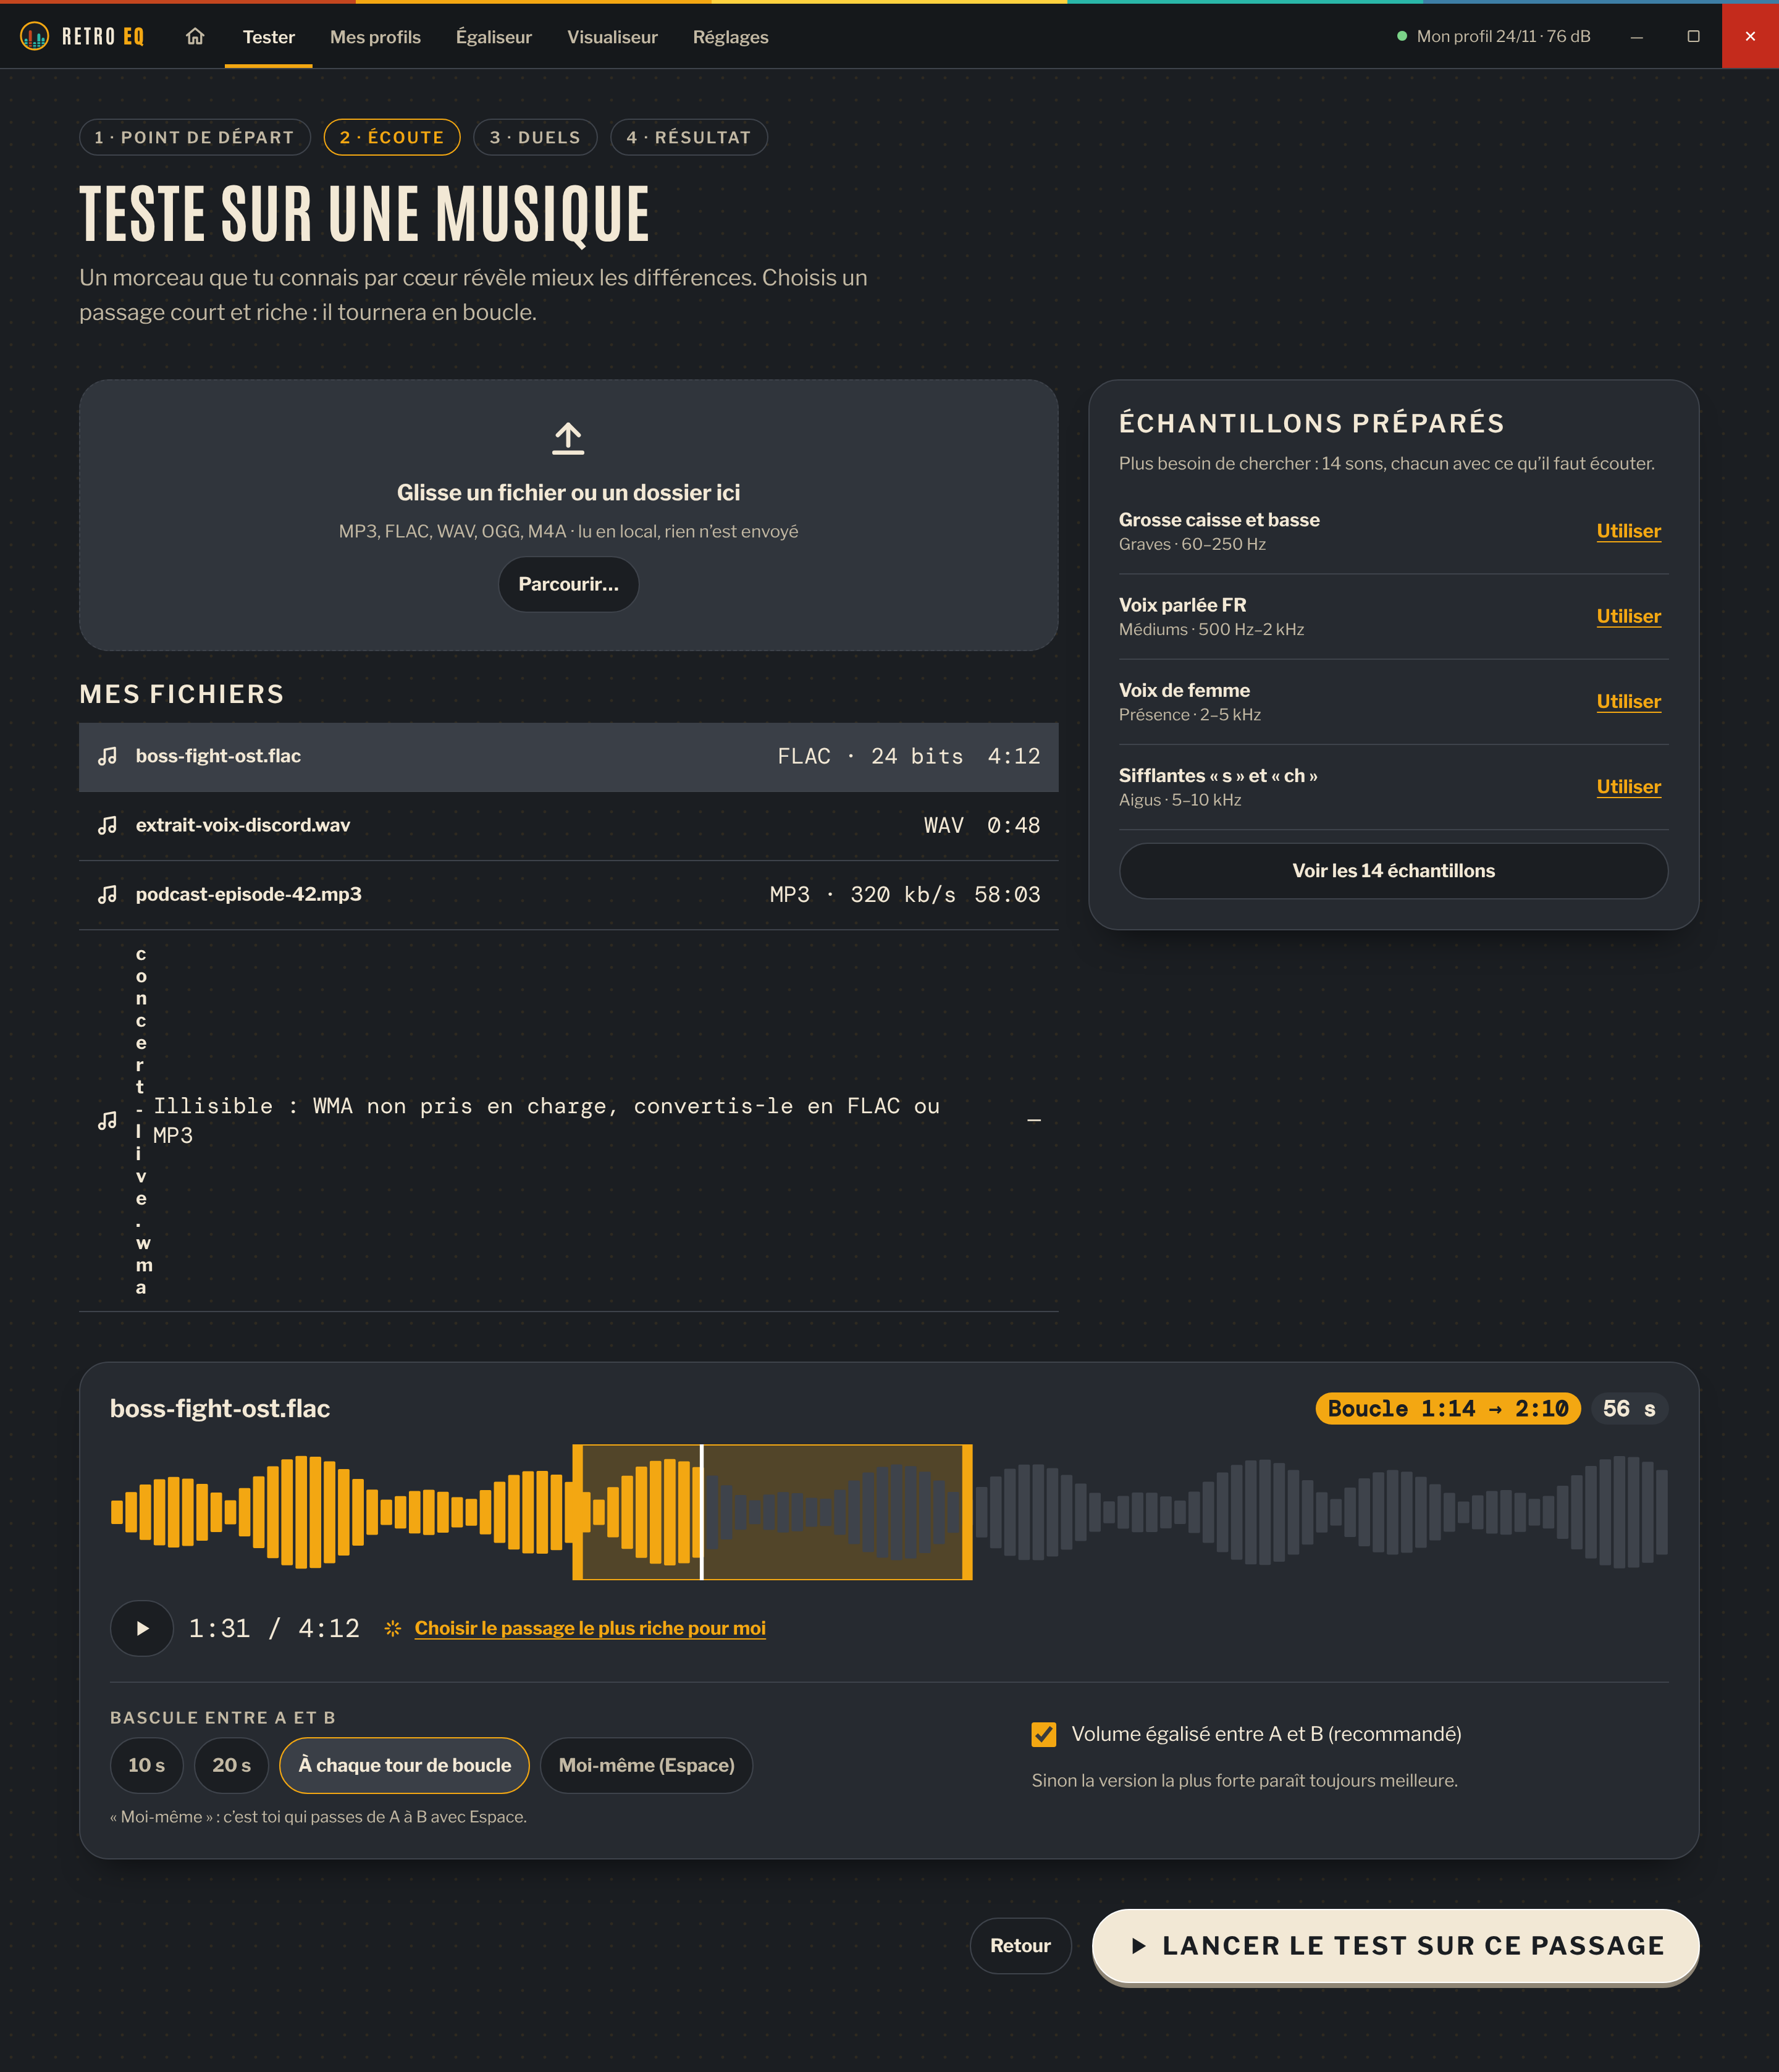 RETRO EQ
Tester
Mes profils
Égaliseur
Visualiseur
Réglages
Mon profil 24/11 · 76 dB
1 · POINT DE DÉPART
2 · ÉCOUTE
3 · DUELS
4 · RÉSULTAT
TESTE SUR UNE MUSIQUE
Un morceau que tu connais par cœur révèle mieux les différences. Choisis un
passage court et riche : il tournera en boucle.
Glisse un fichier ou un dossier ici
MP3, FLAC, WAV, OGG, M4A · lu en local, rien n’est envoyé
Parcourir…
MES FICHIERS
boss-fight-ost.flac FLAC · 24 bits 4:12
extrait-voix-discord.wav WAV 0:48
podcast-episode-42.mp3 MP3 · 320 kb/s 58:03
concert-live.wma
Illisible : WMA non pris en charge, convertis-le en FLAC ou
MP3
—
ÉCHANTILLONS PRÉPARÉS
Plus besoin de chercher : 14 sons, chacun avec ce qu’il faut écouter.
Grosse caisse et basse
Graves · 60–250 Hz
Utiliser
Voix parlée FR
Médiums · 500 Hz–2 kHz
Utiliser
Voix de femme
Présence · 2–5 kHz
Utiliser
Sifflantes « s » et « ch »
Aigus · 5–10 kHz
Utiliser
Voir les 14 échantillons
boss-fight-ost.flac
Boucle 1:14 → 2:10
56 s
1:31 / 4:12
Choisir le passage le plus riche pour moi
BASCULE ENTRE A ET B
10 s
20 s
À chaque tour de boucle
Moi-même (Espace)
« Moi-même » : c’est toi qui passes de A à B avec Espace.
Volume égalisé entre A et B (recommandé)
Sinon la version la plus forte paraît toujours meilleure.
Retour
LANCER LE TEST SUR CE PASSAGE